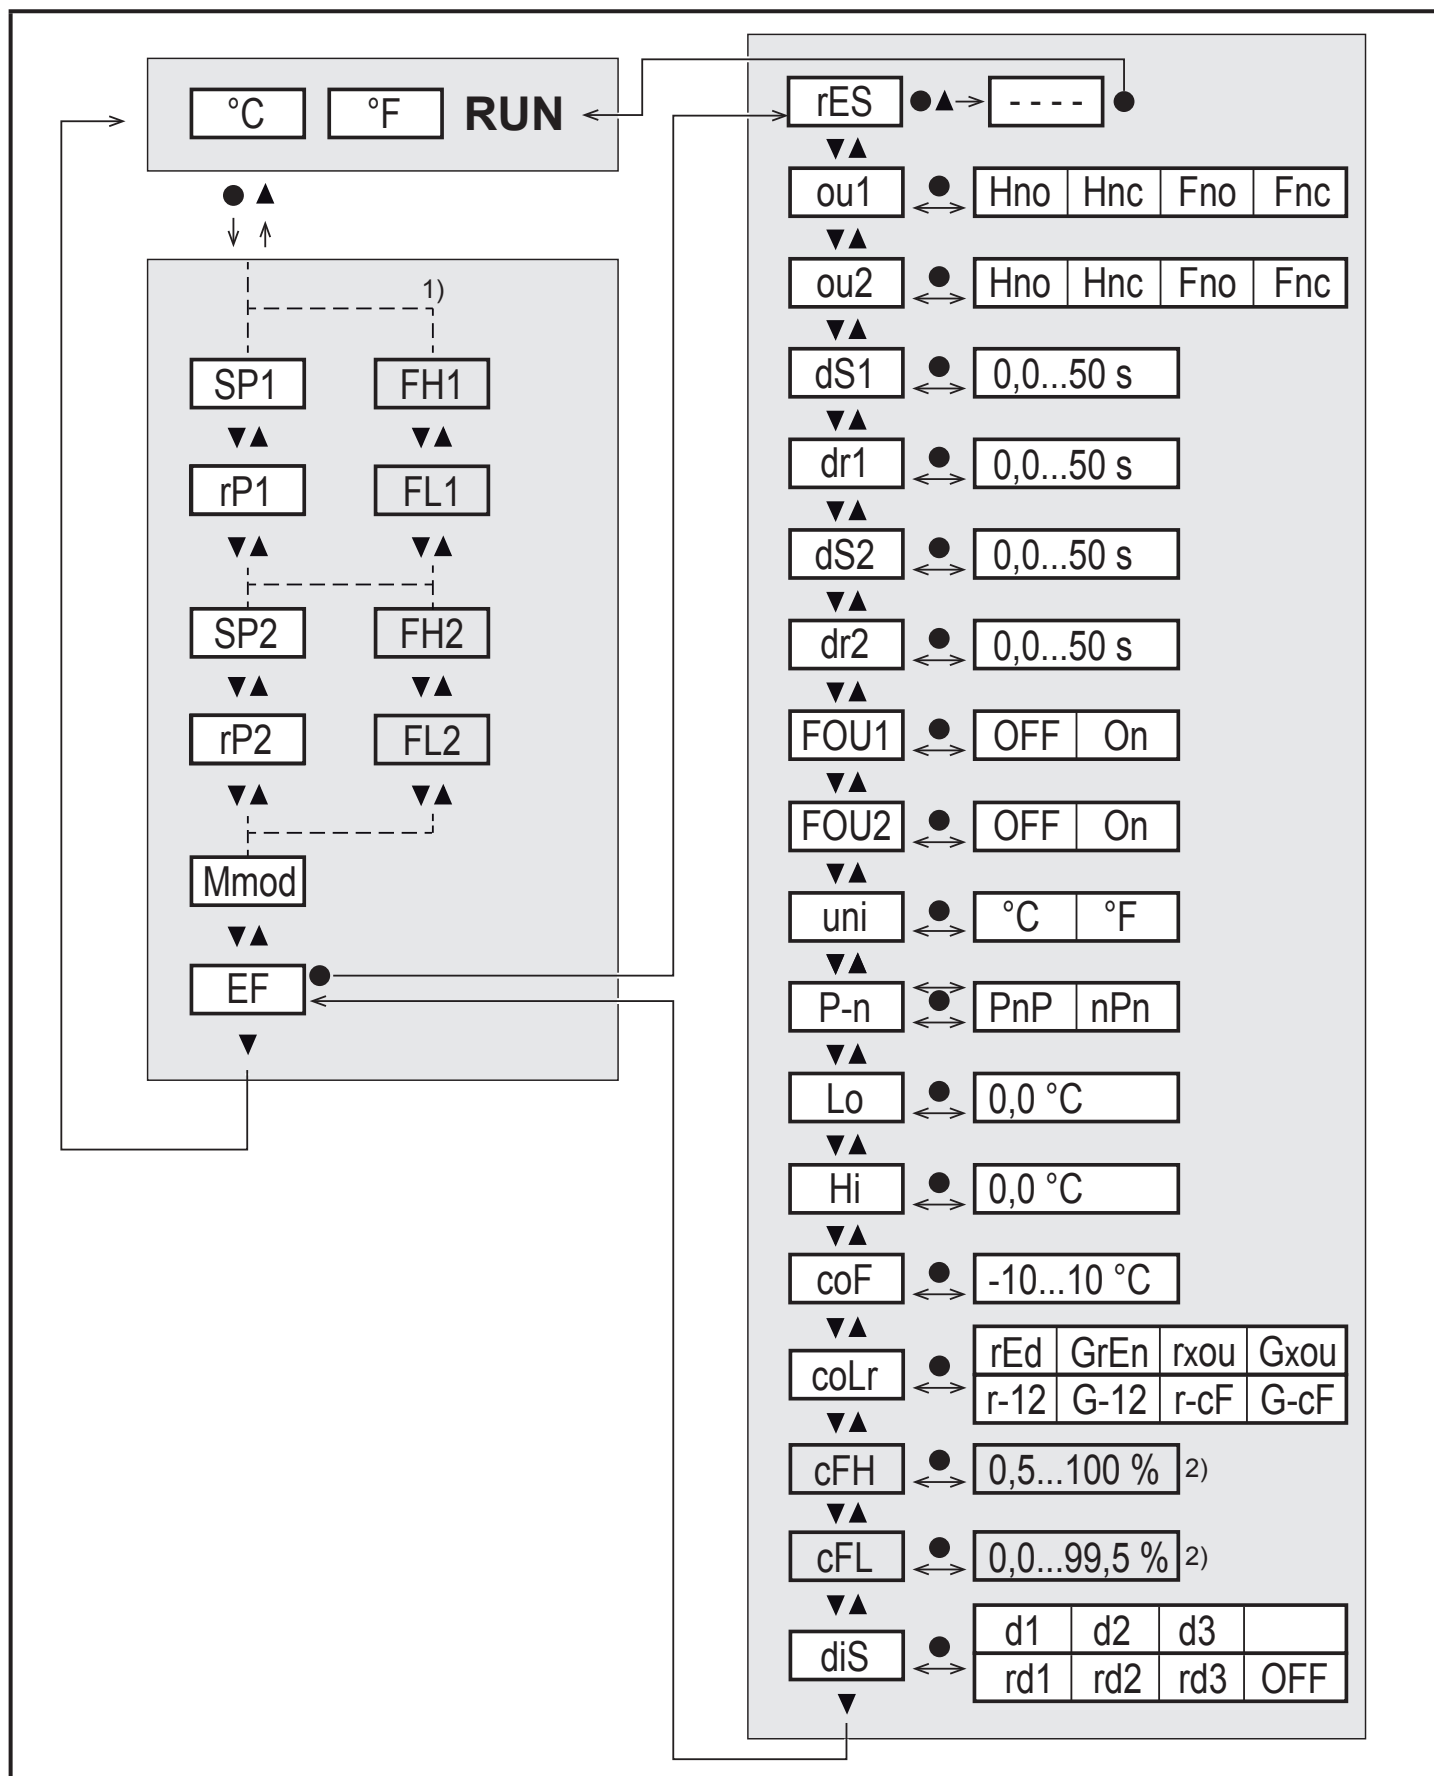 °C °F RUN
1)
SP1 FH1
rP1 FL1
SP2 FH2
rP2 FL2
Mmod
EF
rES - - - -
ou1 Hno Hnc Fno Fnc
ou2 Hno Hnc Fno Fnc
dS1 0,0...50 s
dr1 0,0...50 s
dS2 0,0...50 s
dr2 0,0...50 s
FOU1 OFF On
FOU2 OFF On
uni °C °F
P-n PnP nPn
Lo 0,0 °C
Hi 0,0 °C
coF -10...10 °C
coLr
rEd GrEn rxou Gxou
r-12 G-12 r-cF G-cF
cFH 0,5...100 % 2)
cFL 0,0...99,5 % 2)
diS
d1 d2 d3
rd1 rd2 rd3 OFF